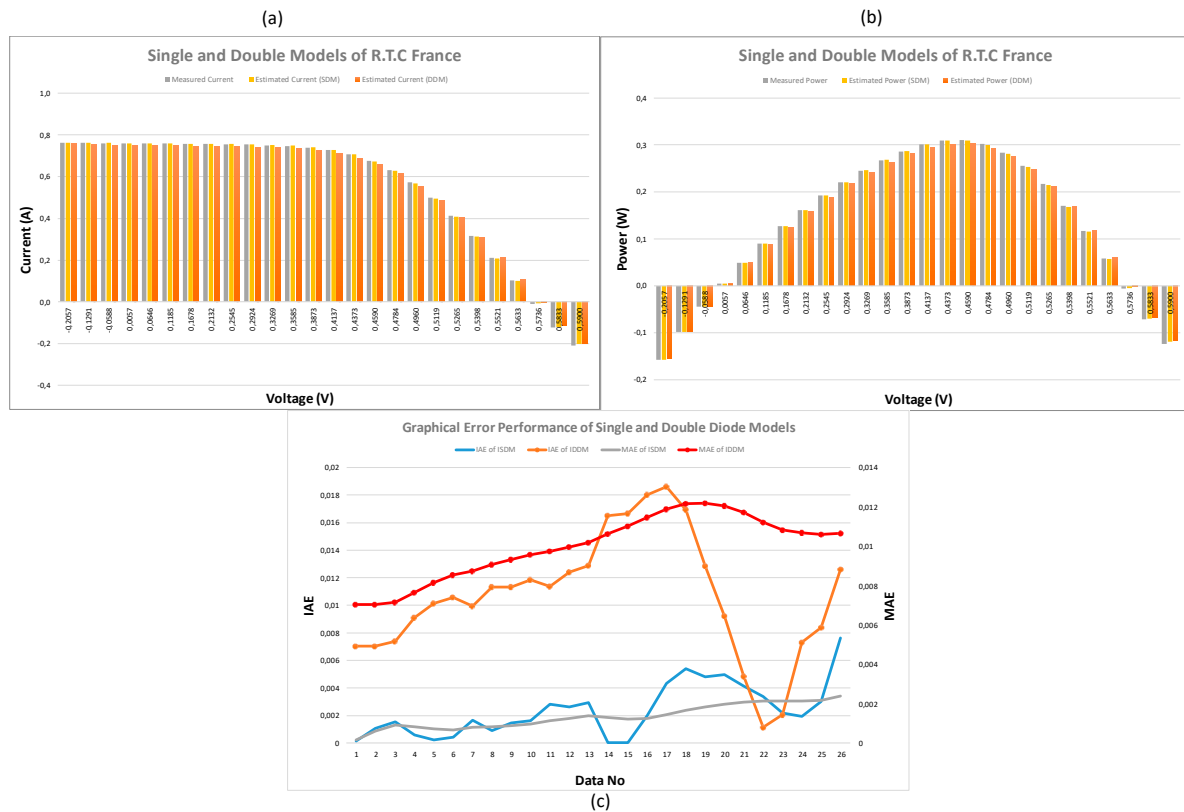 (a)
(b)
Single and Double Models of R.T.C France
Measured Current Estimated Current (SDM) Estimated Current (DDM)
1,0
0,8
0,6
0,4
0,2
0,0
-0,2
-0,4
Current (A)
-0,2057 -0,1291 -0,0588 0,0057 0,0646 0,1185 0,1678 0,2132 0,2545 0,2924 0,3269 0,3585 0,3873 0,4137 0,4373 0,4590 0,4784 0,4960 0,5119 0,5265 0,5398 0,5521 0,5633 0,5736 0,5833 0,5900
Voltage (V)
Single and Double Models of R.T.C France
Measured Power Estimated Power (SDM) Estimated Power (DDM)
0,4
0,3
0,2
0,1
0,0
-0,1
-0,2
Power (W)
-0,2057 -0,1291 -0,0588 0,0057 0,0646 0,1185 0,1678 0,2132 0,2545 0,2924 0,3269 0,3585 0,3873 0,4137 0,4373 0,4590 0,4784 0,4960 0,5119 0,5265 0,5398 0,5521 0,5633 0,5736 0,5833 0,5900
Voltage (V)
Graphical Error Performance of Single and Double Diode Models
IAE of ISDM IAE of IDDM MAE of ISDM MAE of IDDM
0,02
0,018
0,016
0,014
0,012
0,01
0,008
0,006
0,004
0,002
0
IAE
0,014
0,012
0,01
0,008
0,006
0,004
0,002
0
MAE
1 2 3 4 5 6 7 8 9 10 11 12 13 14 15 16 17 18 19 20 21 22 23 24 25 26
Data No
(c)